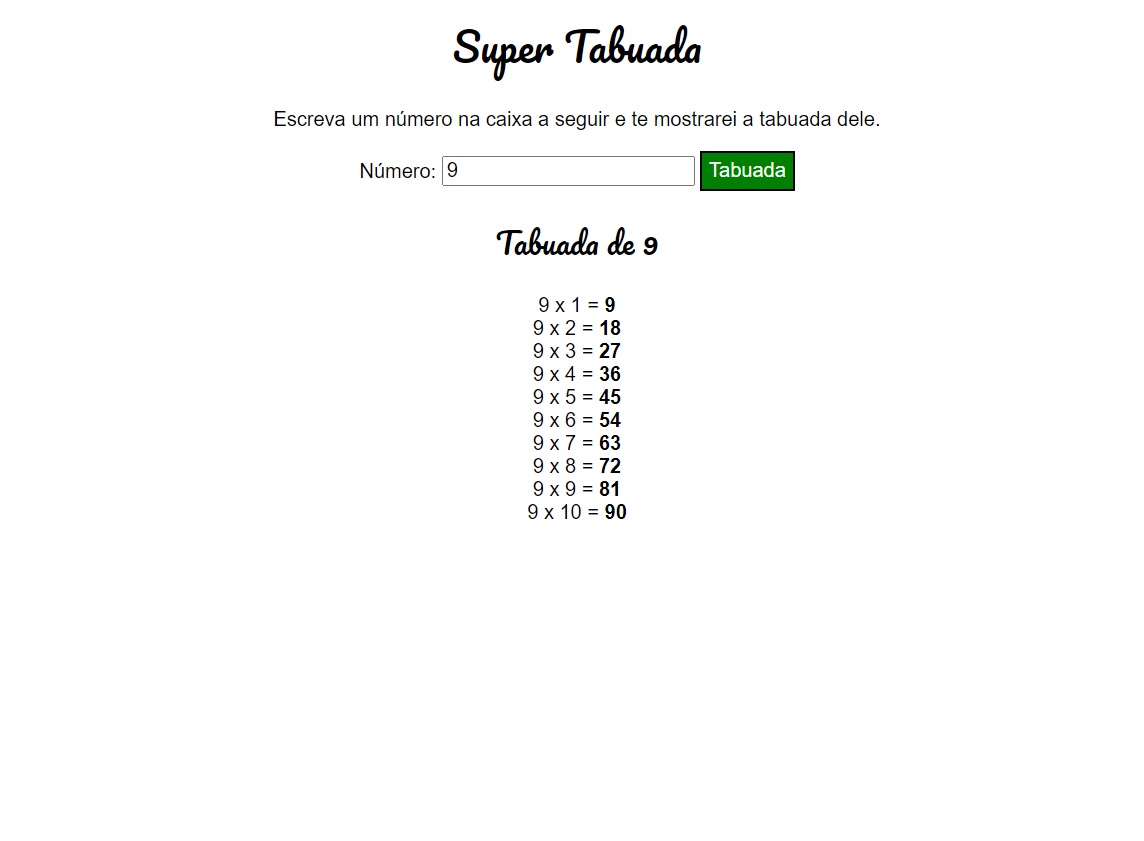 Super Tabuada
Escreva um número na caixa a seguir e te mostrarei a tabuada dele.
Número: 9 Tabuada
Tabuada de 9
9 x 1 = 9
9 x 2 = 18
9 x 3 = 27
9 x 4 = 36
9 x 5 = 45
9 x 6 = 54
9 x 7 = 63
9 x 8 = 72
9 x 9 = 81
9 x 10 = 90